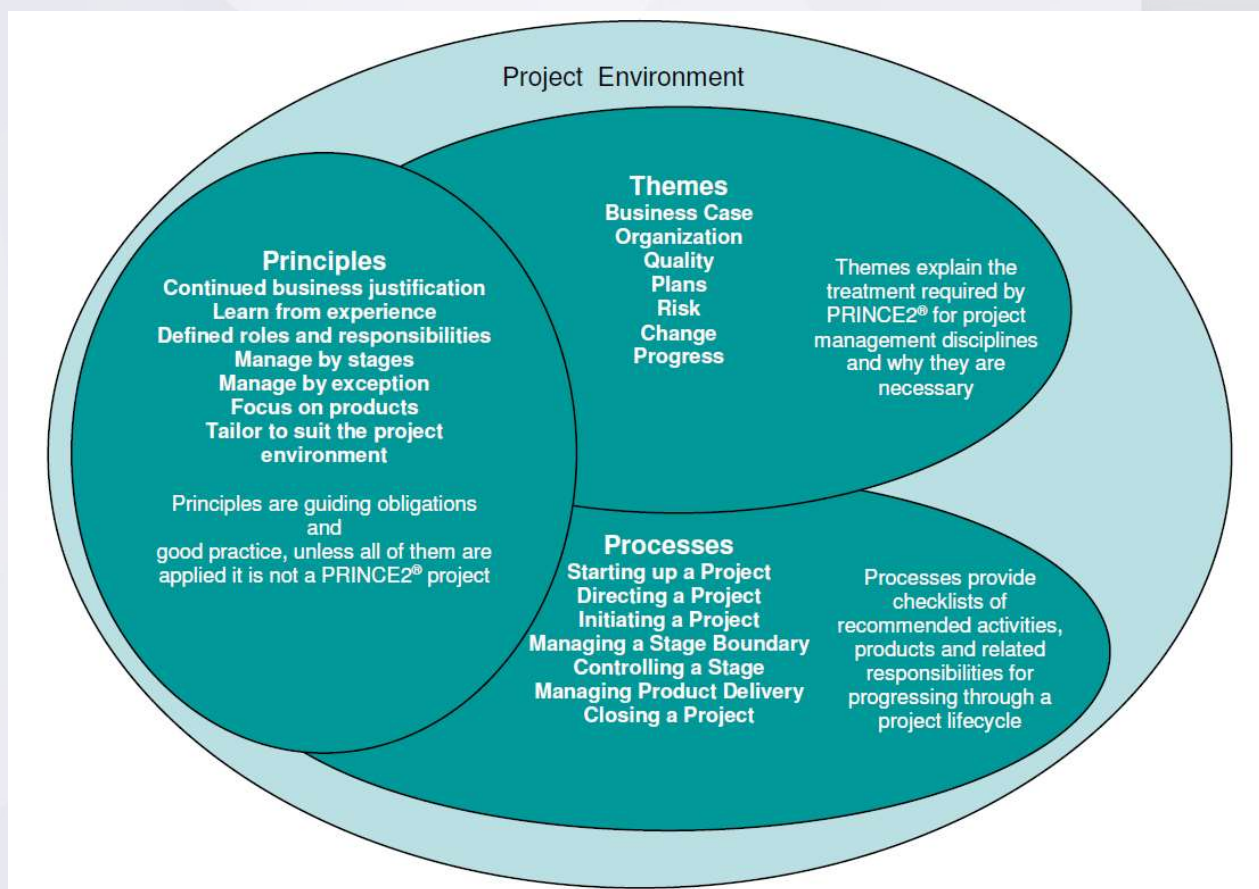 Project Environment
Principles
Continued business justification
Learn from experience
Defined roles and responsibilities
Manage by stages
Manage by exception
Focus on products
Tailor to suit the project
environment
Principles are guiding obligations
and
good practice, unless all of them are
applied it is not a PRINCE2® project
Themes
Business Case
Organization
Quality
Plans
Risk
Change
Progress
Themes explain the
treatment required by
PRINCE2® for project
management disciplines
and why they are
necessary
Processes
Starting up a Project
Directing a Project
Initiating a Project
Managing a Stage Boundary
Controlling a Stage
Managing Product Delivery
Closing a Project
Processes provide
checklists of
recommended activities,
products and related
responsibilities for
progressing through a
project lifecycle